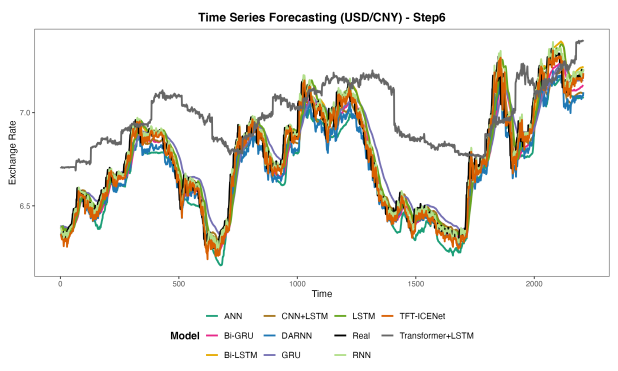 Time Series Forecasting (USD/CNY) - Step6
Exchange Rate
7.0
6.5
0 500 1000 1500 2000
Time
Model
ANN CNN+LSTM LSTM TFT-ICENet
Bi-GRU DARNN Real Transformer+LSTM
Bi-LSTM GRU RNN